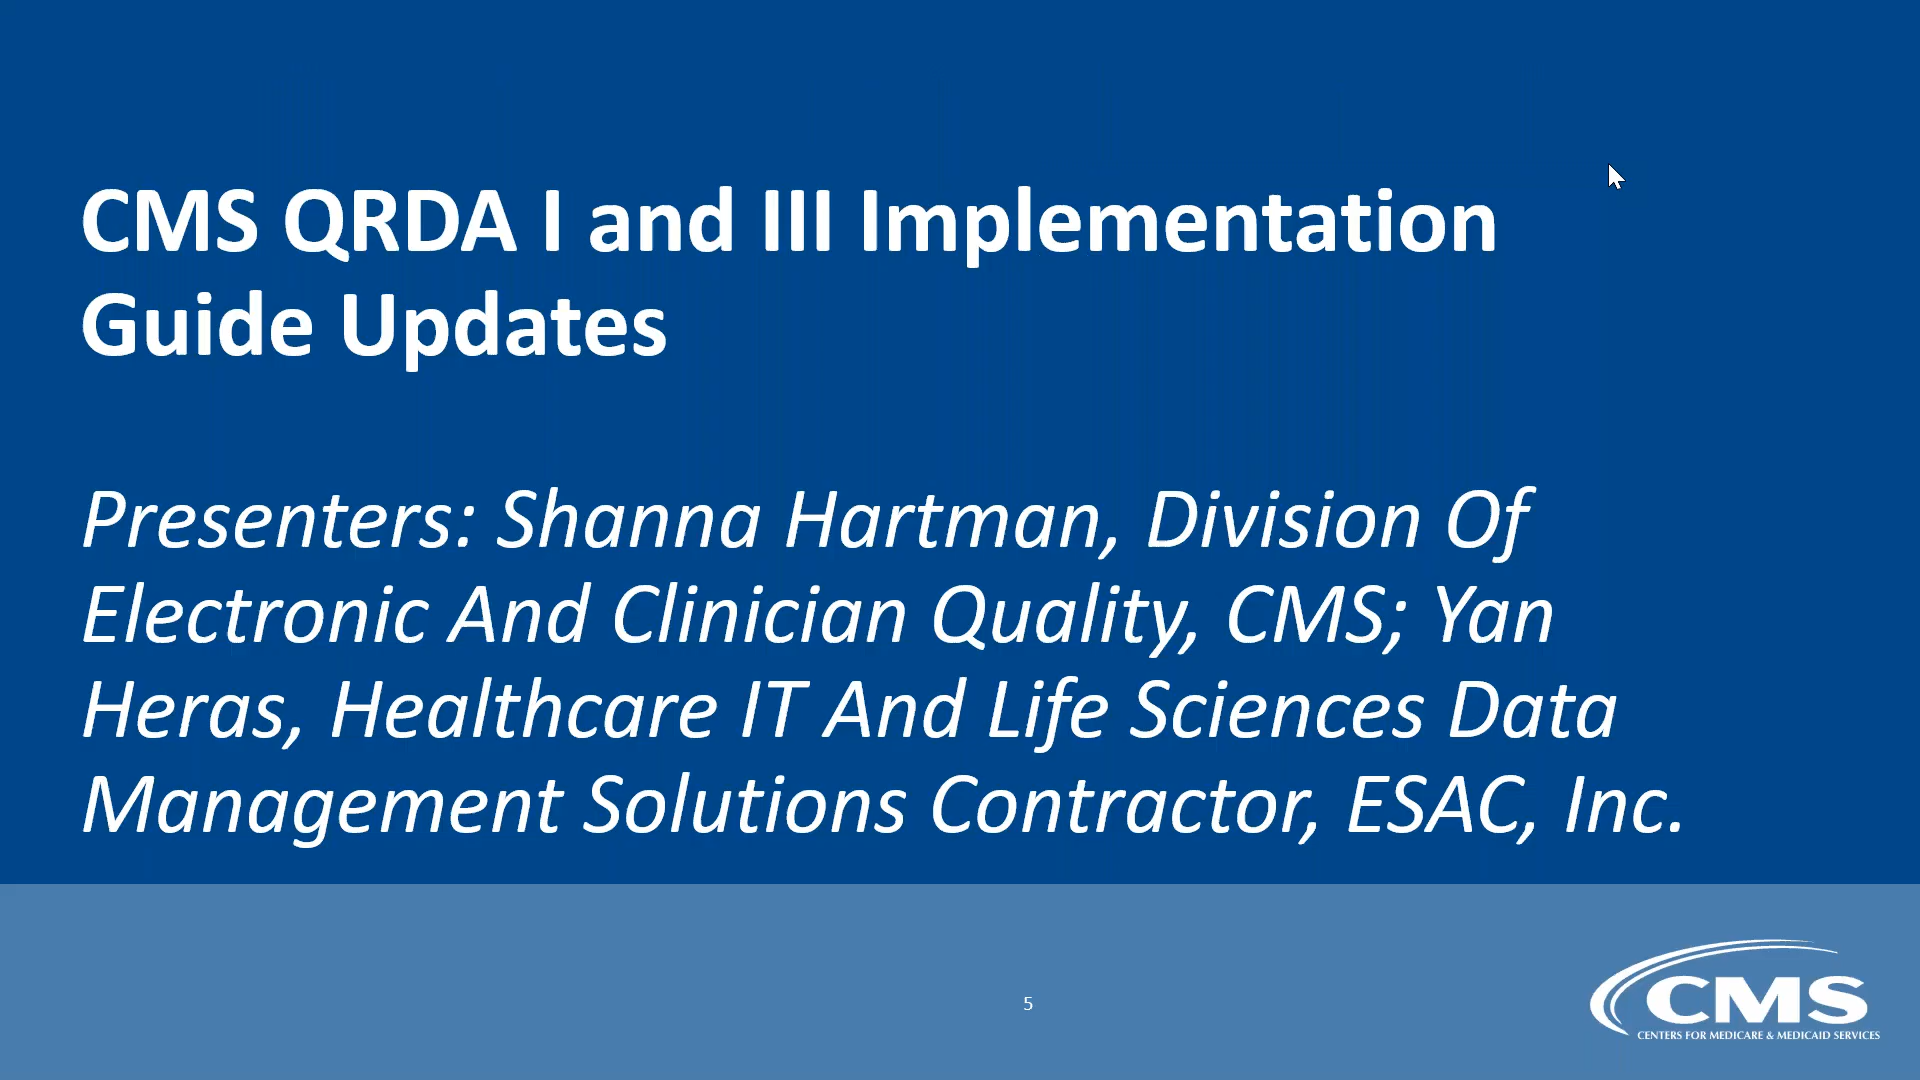 CMS QRDA I and III Implementation
Guide Updates
Presenters: Shanna Hartman, Division Of
Electronic And Clinician Quality, CMS; Yan
Heras, Healthcare IT And Life Sciences Data
Management Solutions Contractor, ESAC, Inc.
5
CMS
CENTERS FOR MEDICARE & MEDICAID SERVICES